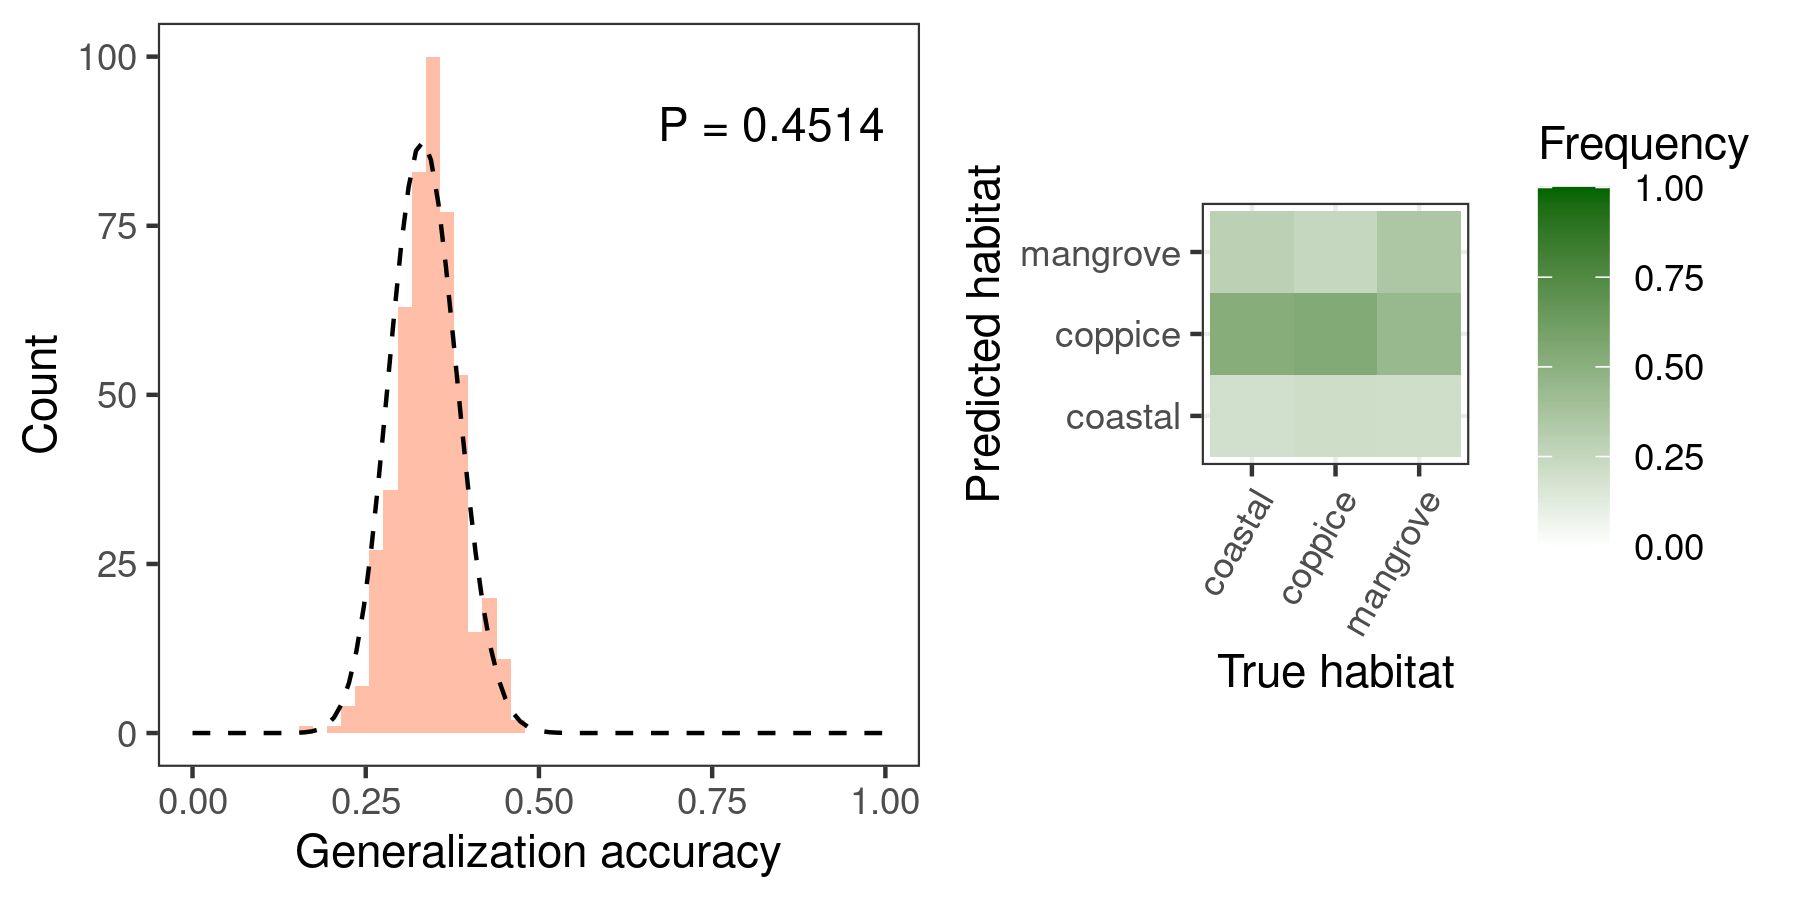 100
75
50
25
0
Count
P = 0.4514
0.00 0.25 0.50 0.75 1.00
Generalization accuracy
Predicted habitat
mangrove
coppice
coastal
coastal
coppice
mangrove
True habitat
Frequency
1.00
0.75
0.50
0.25
0.00